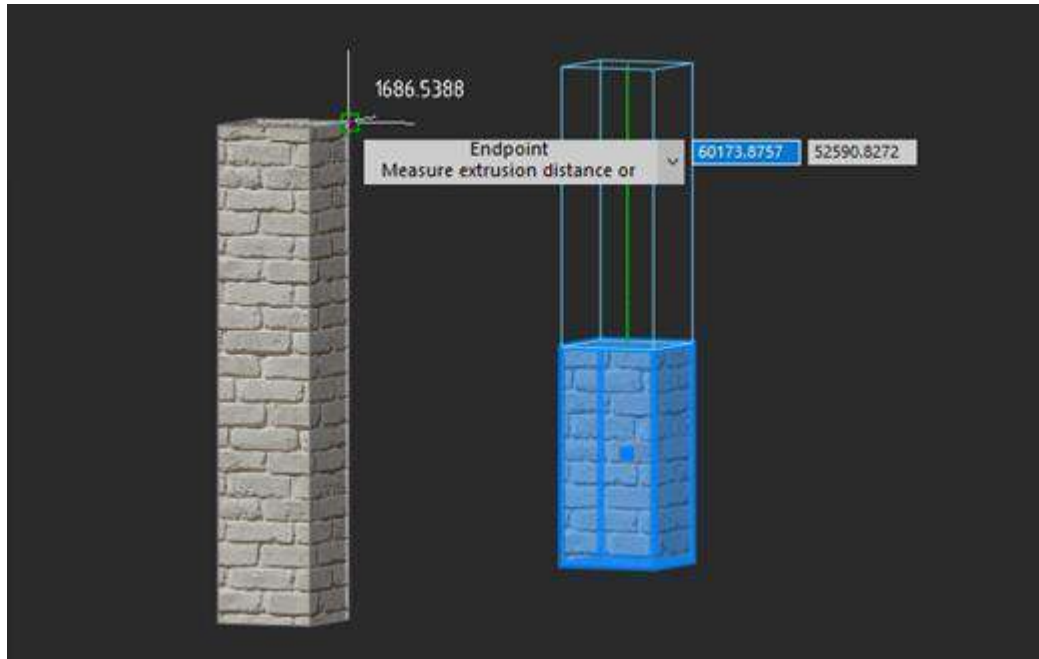 1686.5388
Endpoint
Measure extrusion distance or
60173.8757
52590.8272